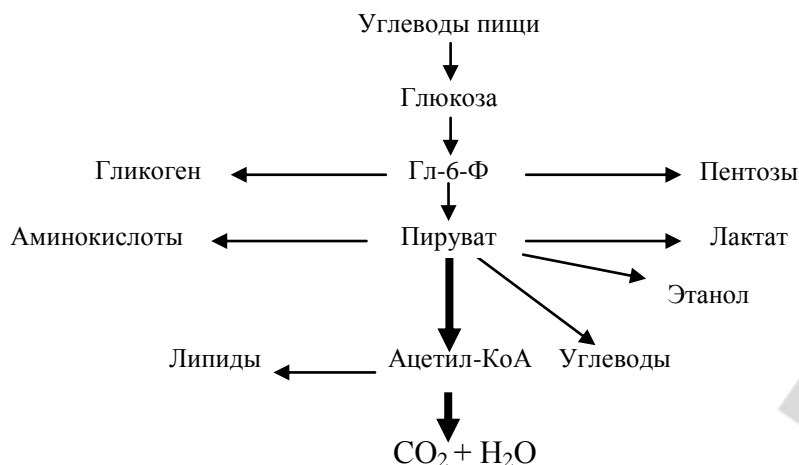 Углеводы пищи
Глюкоза
Гликоген Гл-6-Ф Пентозы
Аминокислоты Пируват Лактат
Этанол
Липиды Ацетил-КоА Углеводы
CO₂ + H₂O